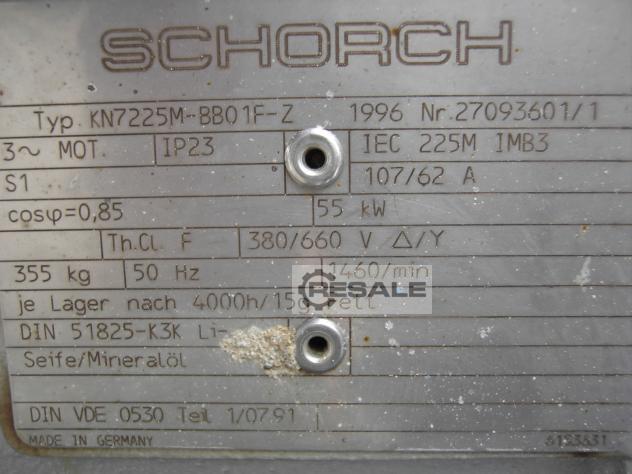 SCHORCH
Typ KN7225M-BB01F-Z 1996 Nr.27093601/1
3~ MOT. IP23 IEC 225M IMB3
S1 107/62 A
cosφ=0,85 55 kW
Th.Cl. F 380/660 V △/Y
355 kg 50 Hz 1460/min
RESALE
je Lager nach 4000h/15g Fett
DIN 51825-K3K Li-
Seife/Mineralöl
DIN VDE 0530 Teil 1/07.91
MADE IN GERMANY